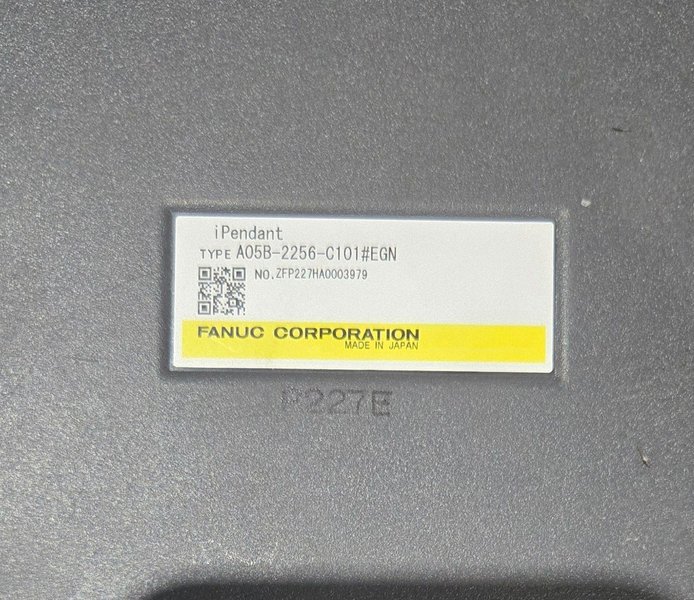 iPendant
TYPE A05B-2256-C101#EGN
NO.ZFP227HA0003979
FANUC CORPORATION
MADE IN JAPAN
P227E